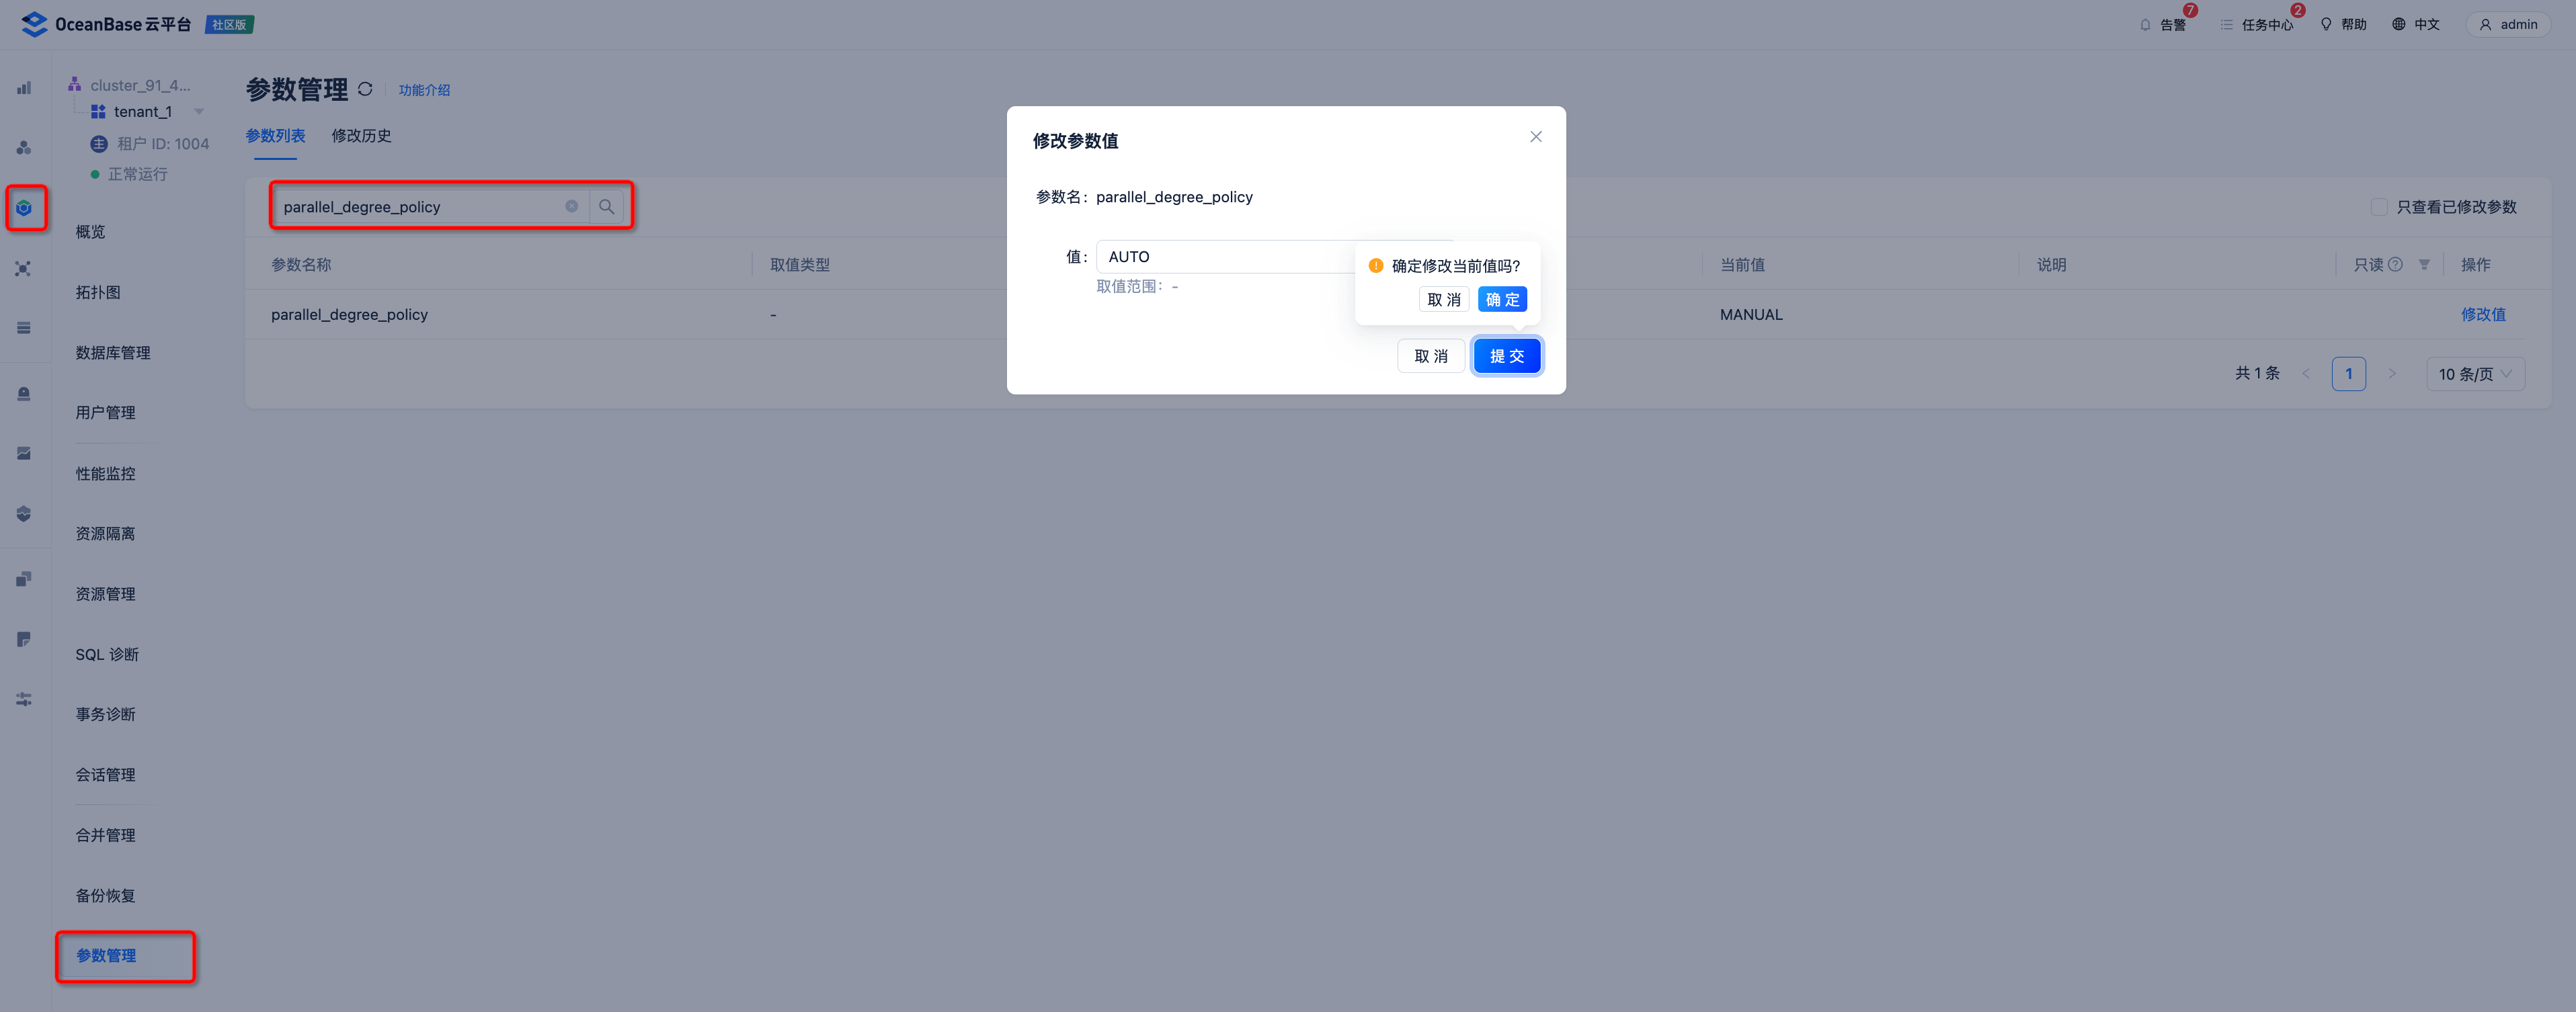 OceanBase 云平台 社区版
告警 7 任务中心 2 帮助 中文 admin
cluster_91_4...
tenant_1
主 租户 ID: 1004
正常运行
概览
拓扑图
数据库管理
用户管理
性能监控
资源隔离
资源管理
SQL 诊断
事务诊断
会话管理
合并管理
备份恢复
参数管理
参数管理 功能介绍
参数列表 修改历史
parallel_degree_policy
只查看已修改参数
参数名称 取值类型 当前值 说明 只读 操作
parallel_degree_policy - MANUAL 修改值
共 1 条 < 1 > 10 条/页
修改参数值
参数名: parallel_degree_policy
值: AUTO
取值范围: -
确定修改当前值吗?
取 消 确 定
取 消 提 交